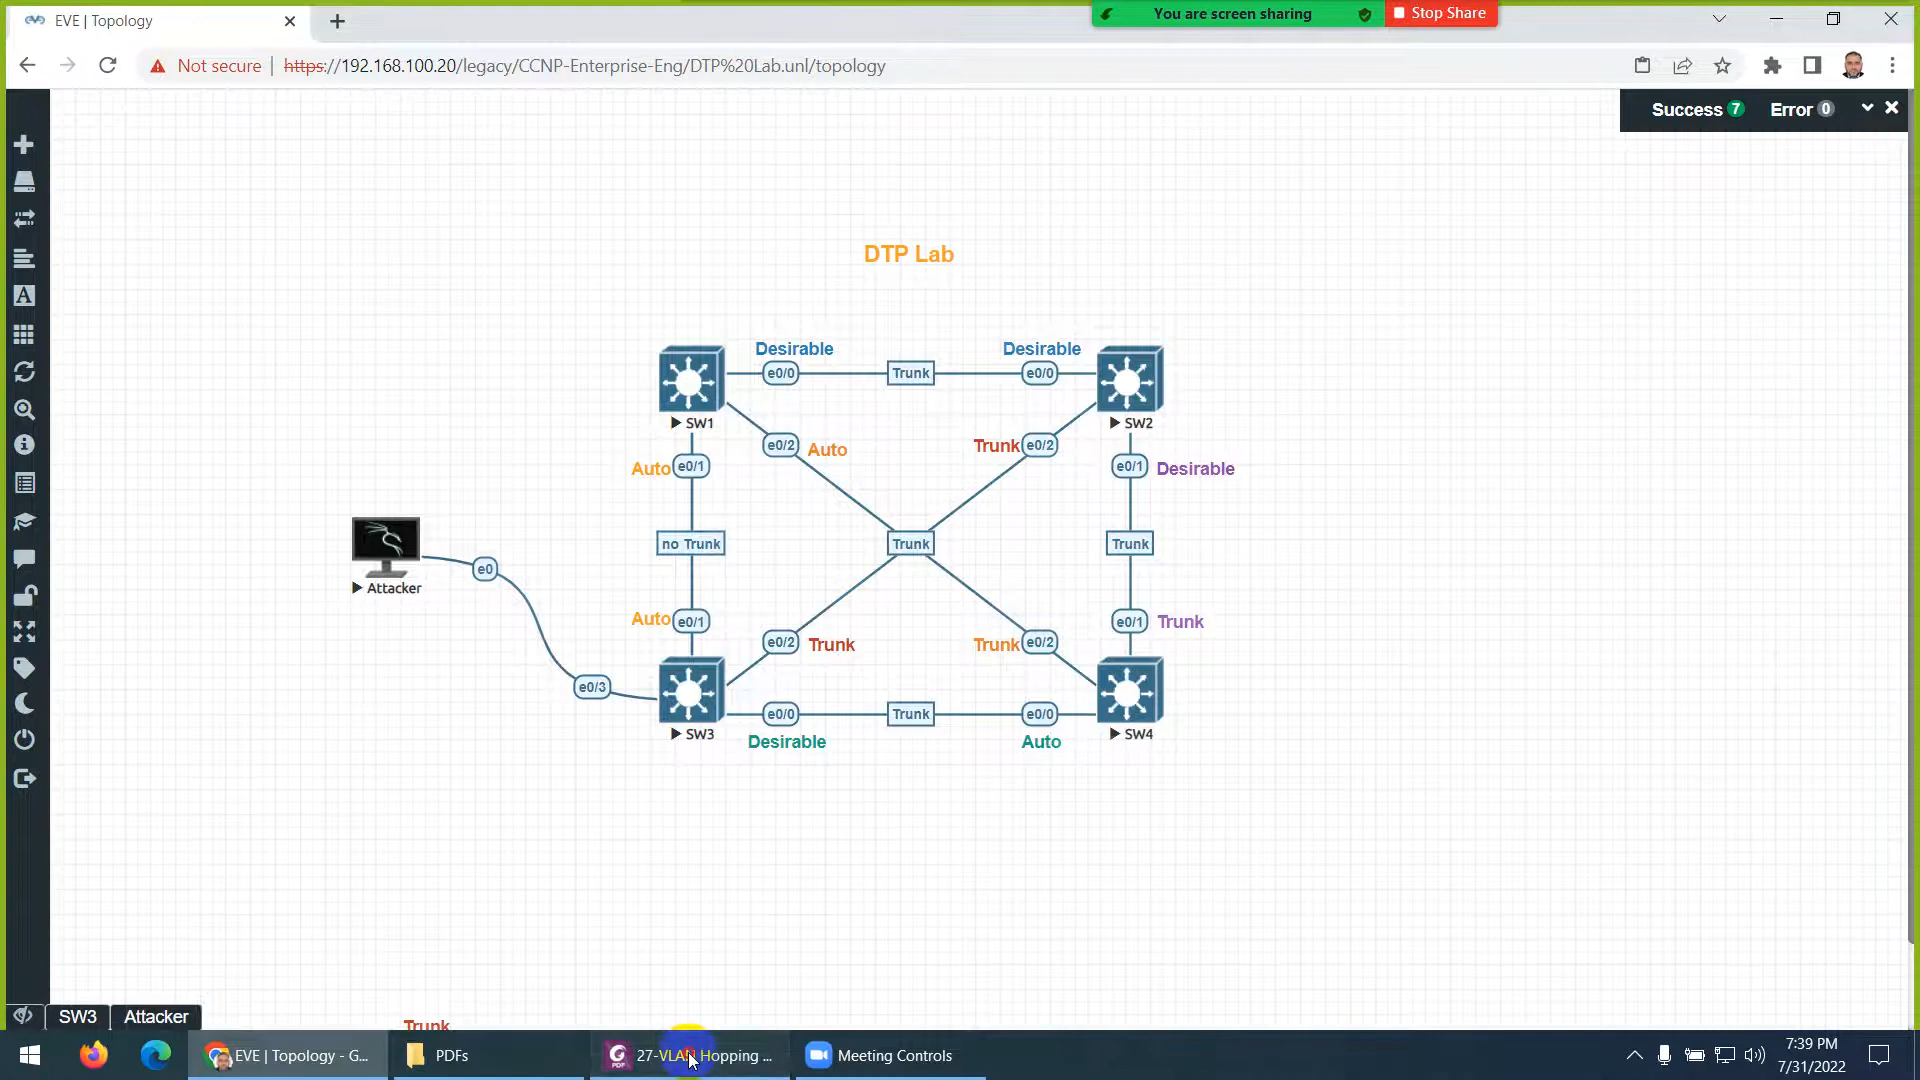 EVE | Topology
You are screen sharing
Stop Share
Not secure
https://192.168.100.20/legacy/CCNP-Enterprise-Eng/DTP%20Lab.unl/topology
Success 7 Error 0
DTP Lab
Desirable
Desirable
e0/0
Trunk
e0/0
SW1
SW2
e0/2
Auto
Trunk
e0/2
Auto
e0/1
e0/1
Desirable
no Trunk
Trunk
Trunk
e0
Attacker
Auto
e0/1
e0/1
Trunk
e0/2
Trunk
Trunk
e0/2
e0/3
e0/0
Trunk
e0/0
SW3
Desirable
Auto
SW4
SW3
Attacker
Trunk
EVE | Topology - G...
PDFs
27-VLAN Hopping ...
Meeting Controls
7:39 PM
7/31/2022